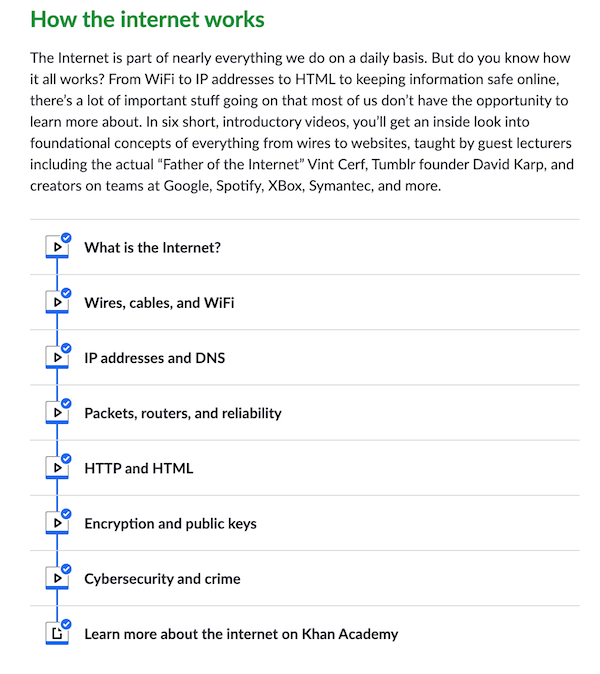 How the internet works
The Internet is part of nearly everything we do on a daily basis. But do you know how
it all works? From WiFi to IP addresses to HTML to keeping information safe online,
there's a lot of important stuff going on that most of us don't have the opportunity to
learn more about. In six short, introductory videos, you'll get an inside look into
foundational concepts of everything from wires to websites, taught by guest lecturers
including the actual “Father of the Internet” Vint Cerf, Tumblr founder David Karp, and
creators on teams at Google, Spotify, XBox, Symantec, and more.
What is the Internet?
Wires, cables, and WiFi
IP addresses and DNS
Packets, routers, and reliability
HTTP and HTML
Encryption and public keys
Cybersecurity and crime
Learn more about the internet on Khan Academy